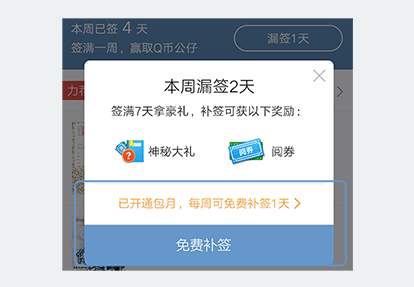 本周已签 4 天
漏签1天
签满一周，赢取Q币公仔
力荐
本周漏签2天
签满7天拿豪礼，补签可获以下奖励：
神秘大礼
阅券
阅券
已开通包月，每周可免费补签1天
免费补签